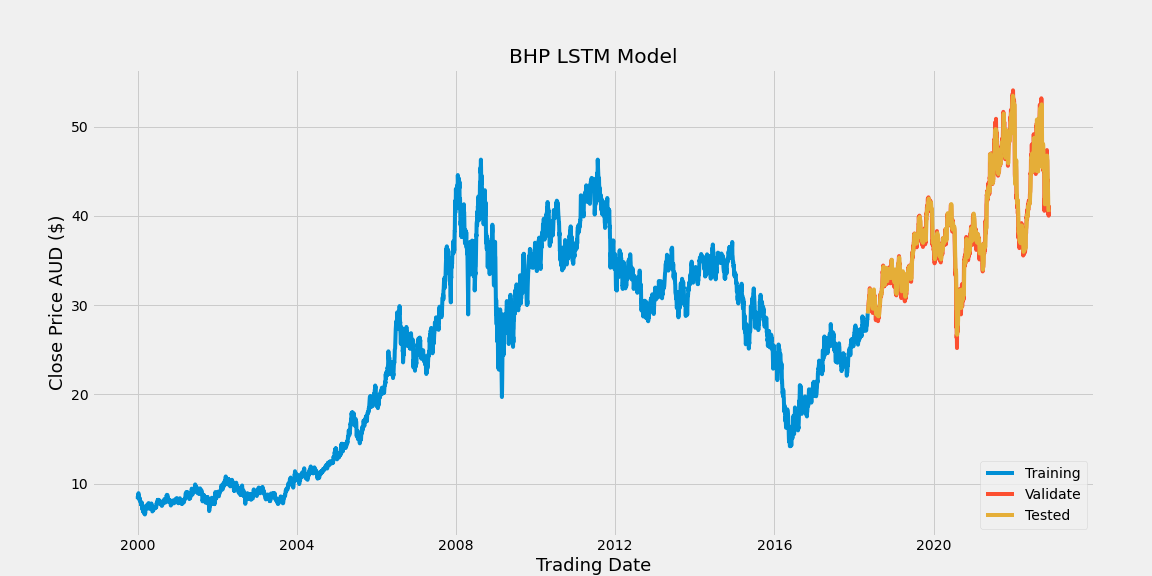 BHP LSTM Model
Close Price AUD ($)
50
40
30
20
10
2000 2004 2008 2012 2016 2020
Trading Date
Training
Validate
Tested